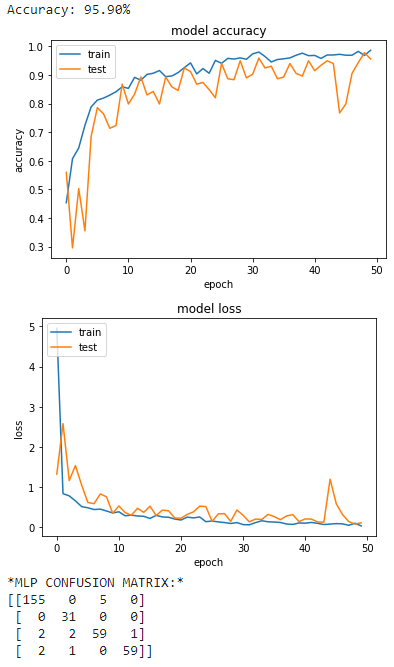 Accuracy: 95.90%
model accuracy
1.0
train
test
0.9
0.8
0.7
accuracy
0.6
0.5
0.4
0.3
0 10 20 30 40 50
epoch
model loss
5
train
test
4
3
loss
2
1
0
0 10 20 30 40 50
epoch
*MLP CONFUSION MATRIX:*
[[155   0   5   0]
 [  0  31   0   0]
 [  2   2  59   1]
 [  2   1   0  59]]